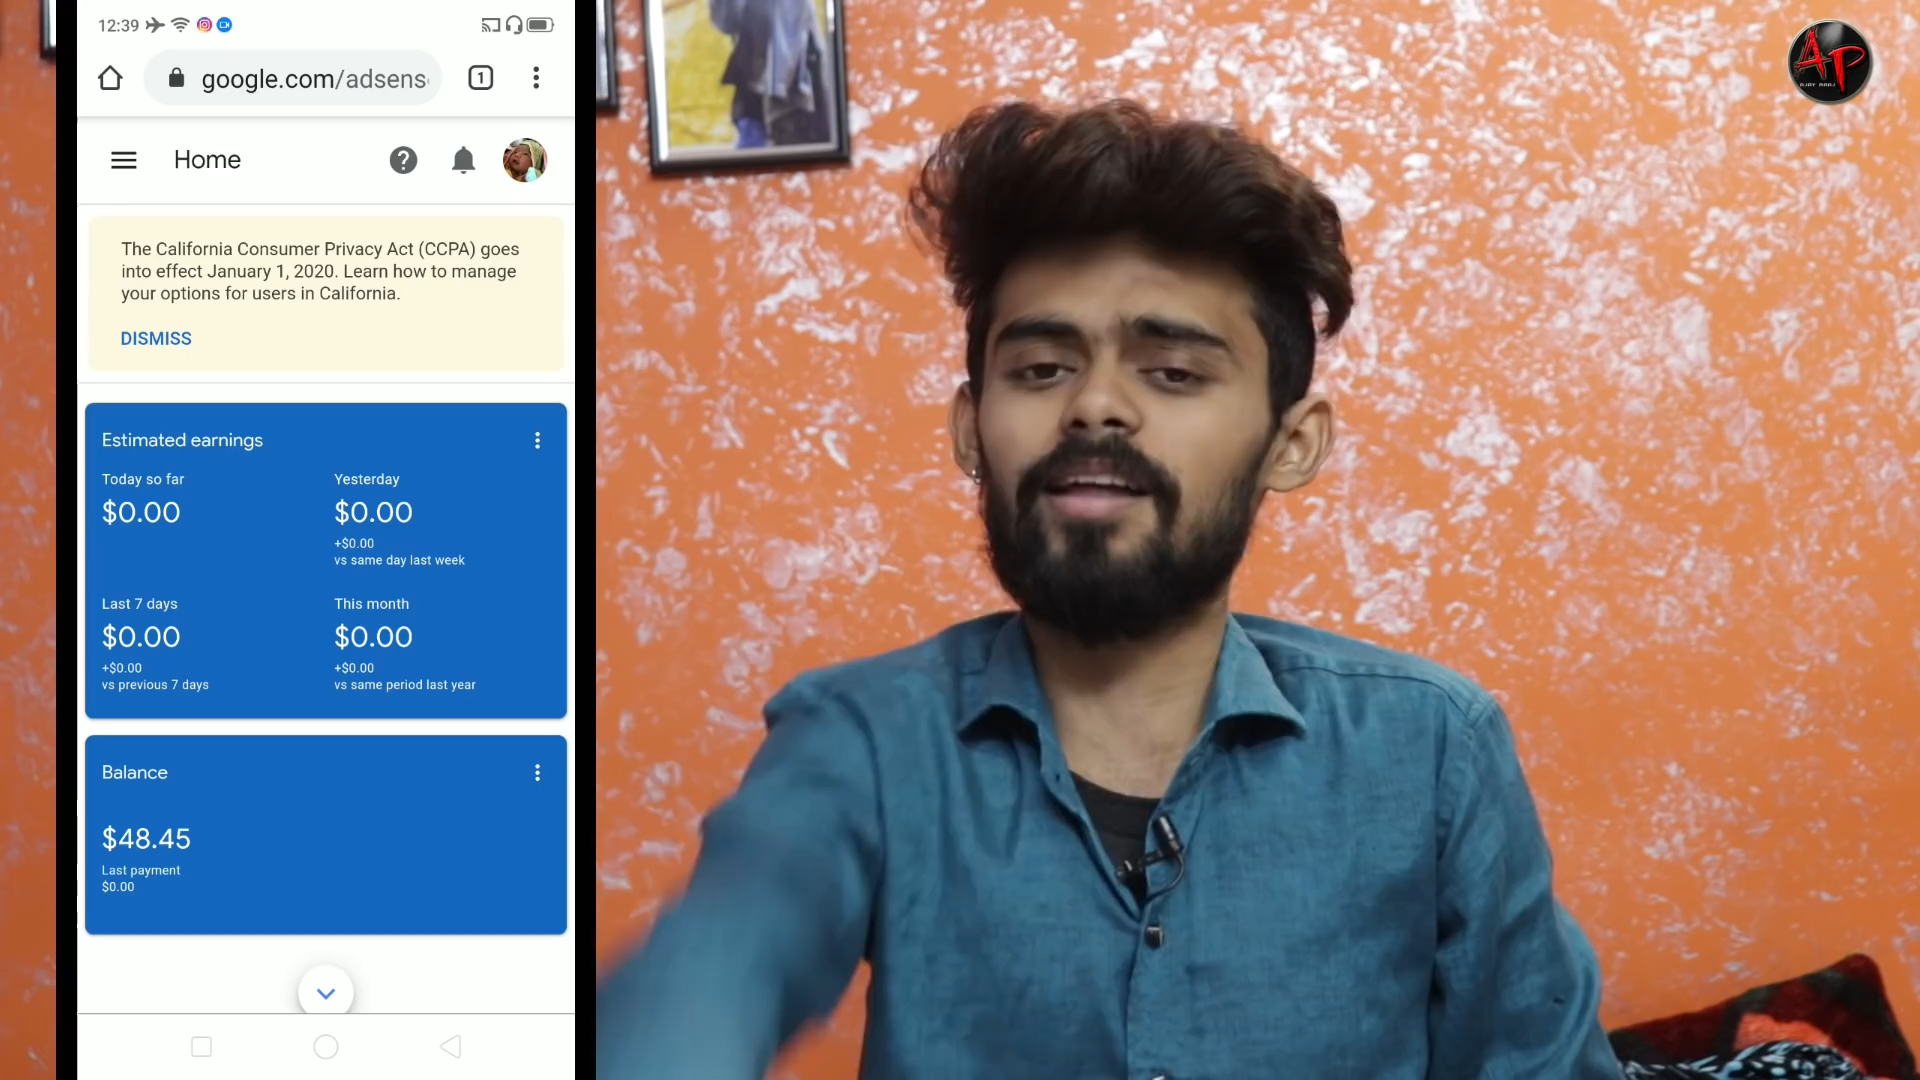 12:39
google.com/adsens
1
Home
The California Consumer Privacy Act (CCPA) goes
into effect January 1, 2020. Learn how to manage
your options for users in California.
DISMISS
Estimated earnings
Today so far
$0.00
Yesterday
$0.00
+$0.00
vs same day last week
Last 7 days
$0.00
+$0.00
vs previous 7 days
This month
$0.00
+$0.00
vs same period last year
Balance
$48.45
Last payment
$0.00
AP